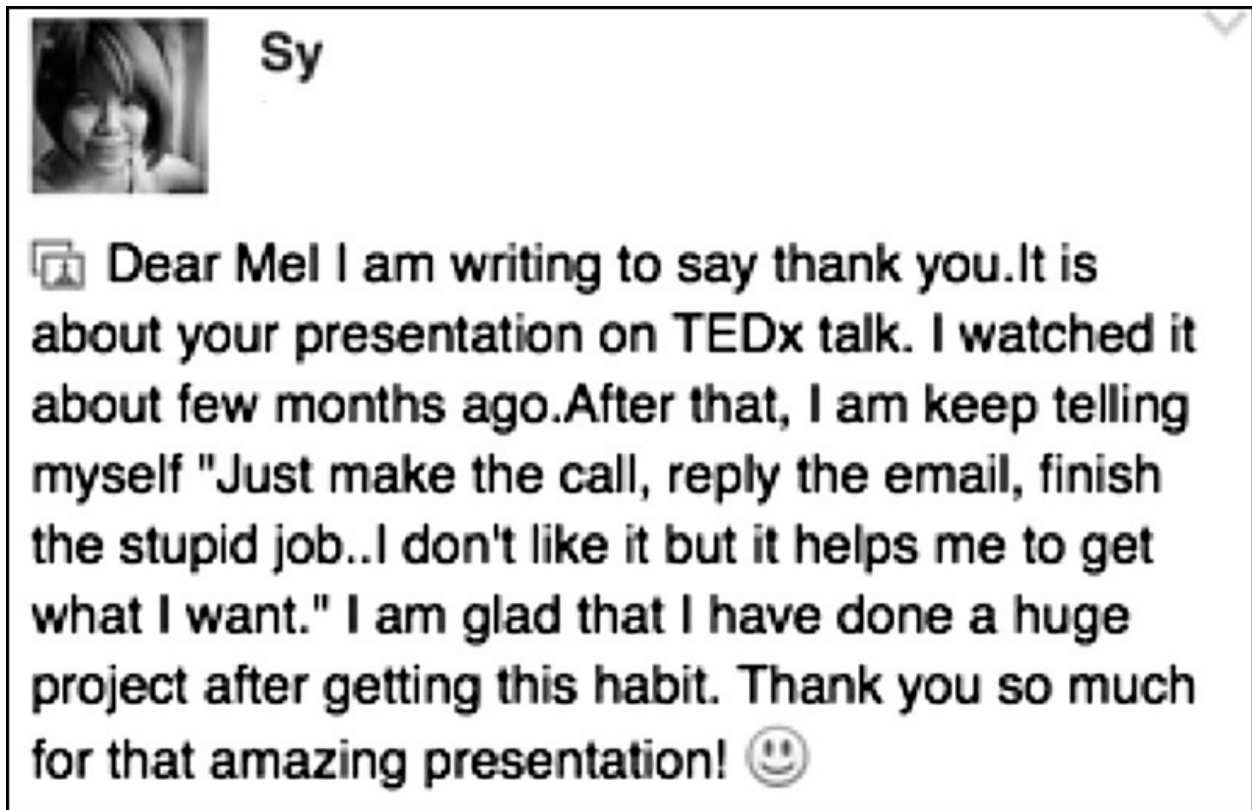 Sy
Dear Mel I am writing to say thank you.It is
about your presentation on TEDx talk. I watched it
about few months ago.After that, I am keep telling
myself "Just make the call, reply the email, finish
the stupid job..I don't like it but it helps me to get
what I want." I am glad that I have done a huge
project after getting this habit. Thank you so much
for that amazing presentation!